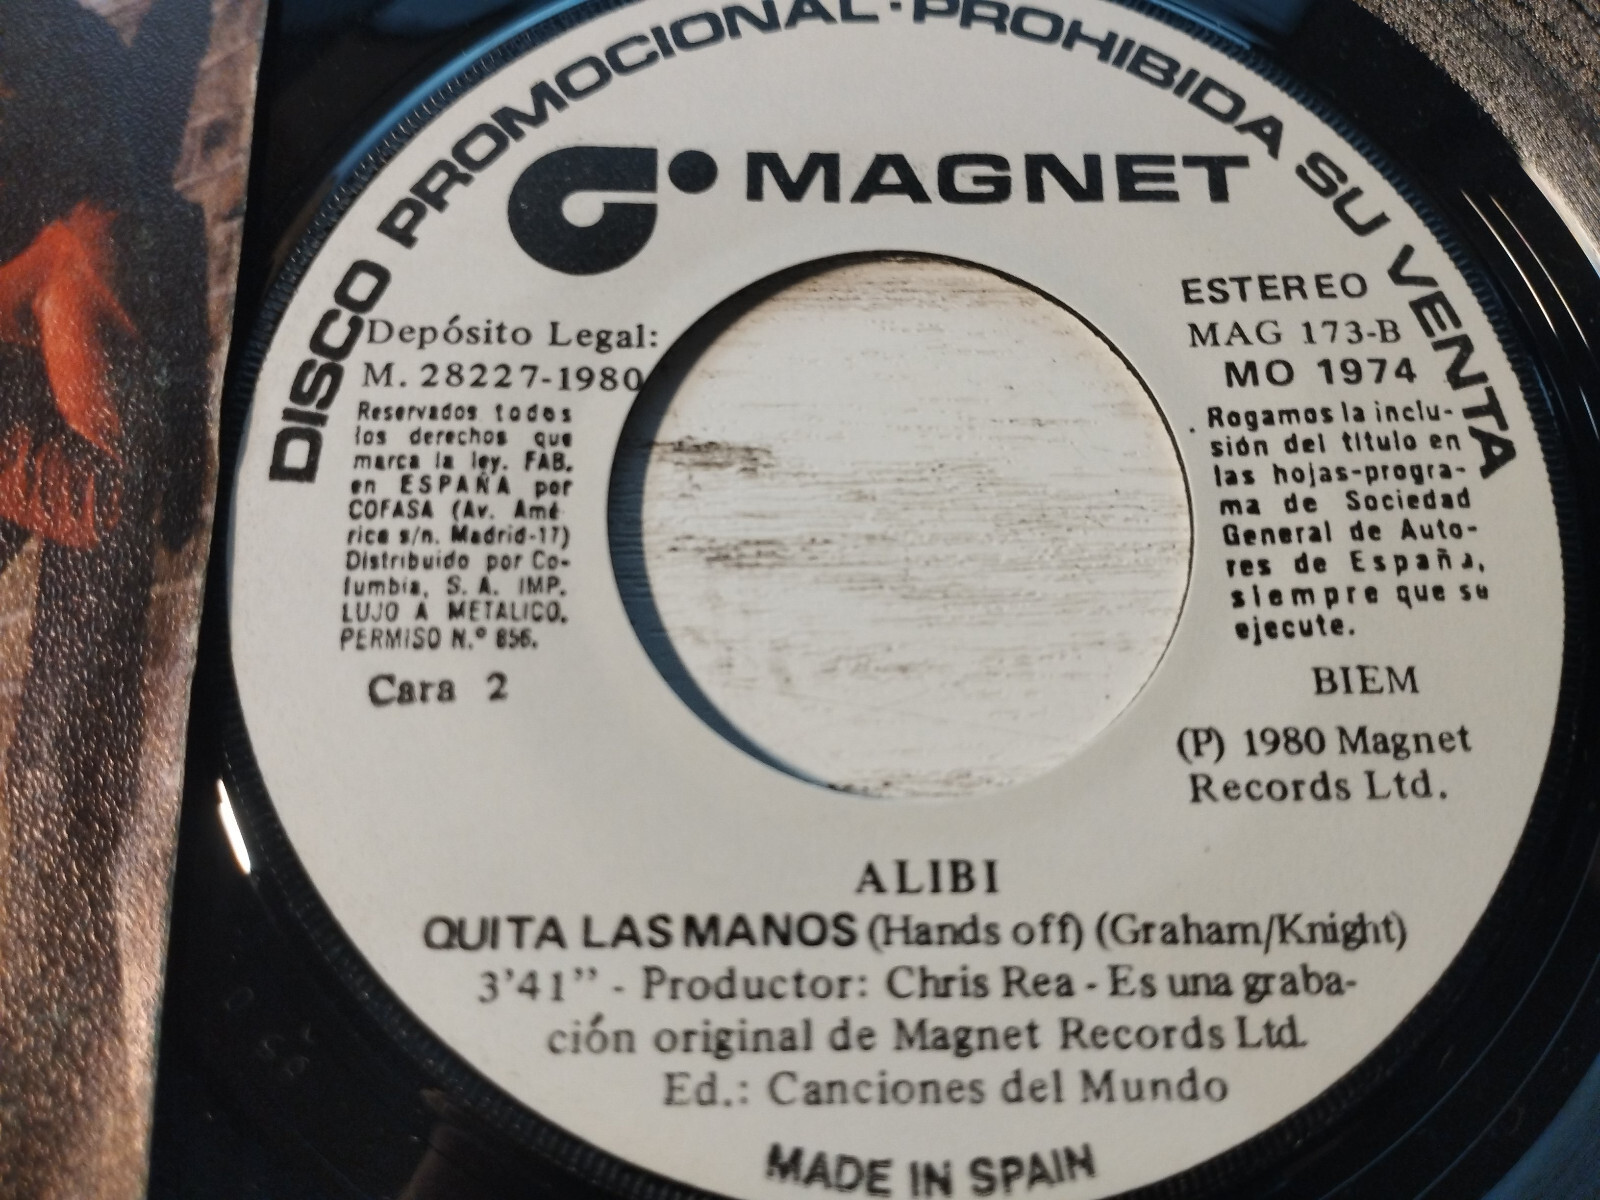 DISCO PROMOCIONAL · PROHIBIDA SU VENTA
MAGNET
Depósito Legal:
M. 28227-1980
Reservados todos
los derechos que
marca la ley. FAB.
en ESPAÑA por
COFASA (Av. Amé-
rica s/n. Madrid-17)
Distribuido por Co-
lumbia, S. A. IMP.
LUJO A METALICO.
PERMISO N.º 856.
Cara 2
ESTEREO
MAG 173-B
MO 1974
Rogamos la inclu-
sión del titulo en
las hojas-progra-
ma de Sociedad
General de Auto-
res de España,
siempre que se
ejecute.
BIEM
(P) 1980 Magnet
Records Ltd.
ALIBI
QUITA LAS MANOS (Hands off) (Graham/Knight)
3'41" - Productor: Chris Rea - Es una graba-
ción original de Magnet Records Ltd.
Ed.: Canciones del Mundo
MADE IN SPAIN